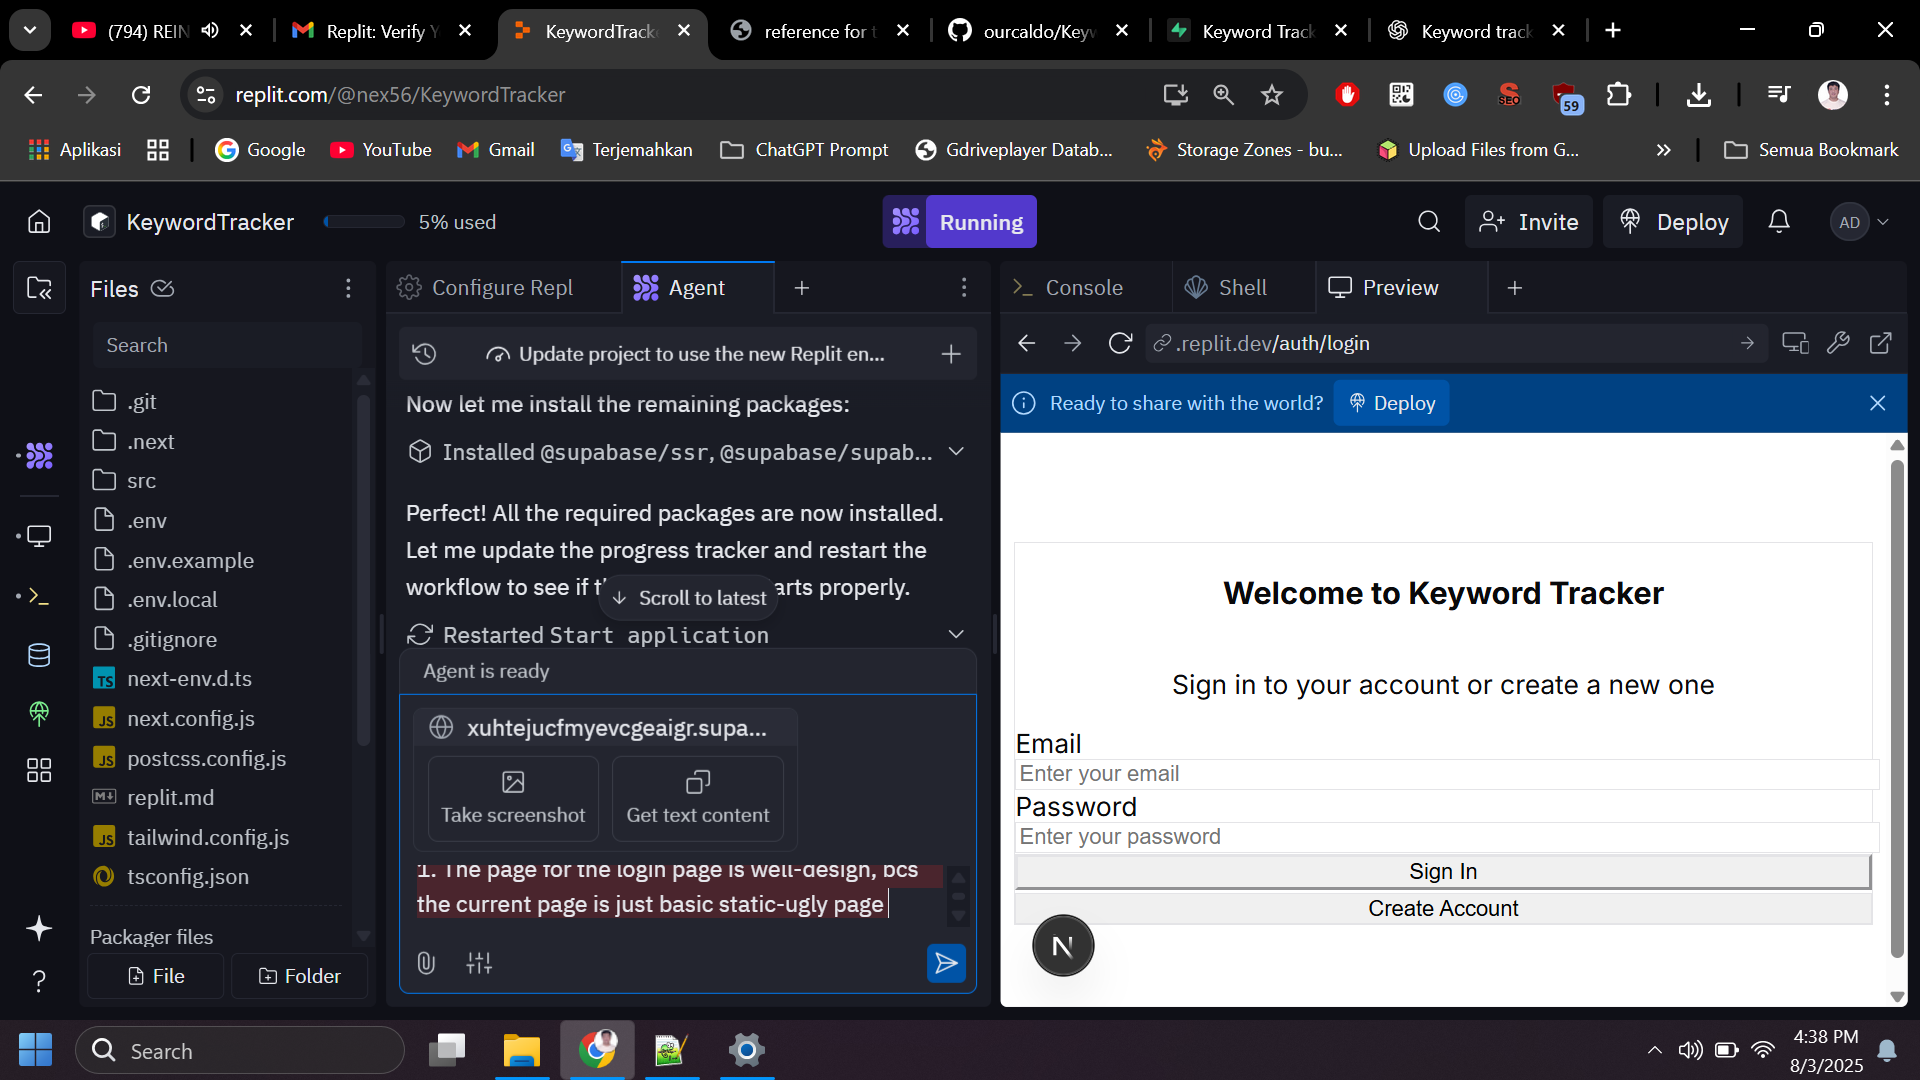 (794) REIN
Replit: Verify Y
KeywordTrack
reference for t
ourcaldo/Keyw
Keyword Track
Keyword track
replit.com/@nex56/KeywordTracker
SEO
59
Aplikasi
Google
YouTube
Gmail
Terjemahkan
ChatGPT Prompt
Gdriveplayer Datab...
Storage Zones - bu...
Upload Files from G...
Semua Bookmark
KeywordTracker
5% used
Running
Invite
Deploy
AD
Files
Search
.git
.next
src
.env
.env.example
.env.local
.gitignore
TS next-env.d.ts
JS next.config.js
JS postcss.config.js
M↓ replit.md
JS tailwind.config.js
tsconfig.json
Packager files
File
Folder
Configure Repl
Agent
Update project to use the new Replit en...
Now let me install the remaining packages:
Installed @supabase/ssr, @supabase/supab...
Perfect! All the required packages are now installed.
Let me update the progress tracker and restart the
workflow to see if t
arts properly.
Scroll to latest
Restarted Start application
Agent is ready
xuhtejucfmyevcgeaigr.supa...
Take screenshot
Get text content
1. The page for the login page is well-design, bcs
the current page is just basic static-ugly page
Console
Shell
Preview
.replit.dev/auth/login
Ready to share with the world?
Deploy
Welcome to Keyword Tracker
Sign in to your account or create a new one
Email
Enter your email
Password
Enter your password
Sign In
Create Account
N
Search
4:38 PM
8/3/2025